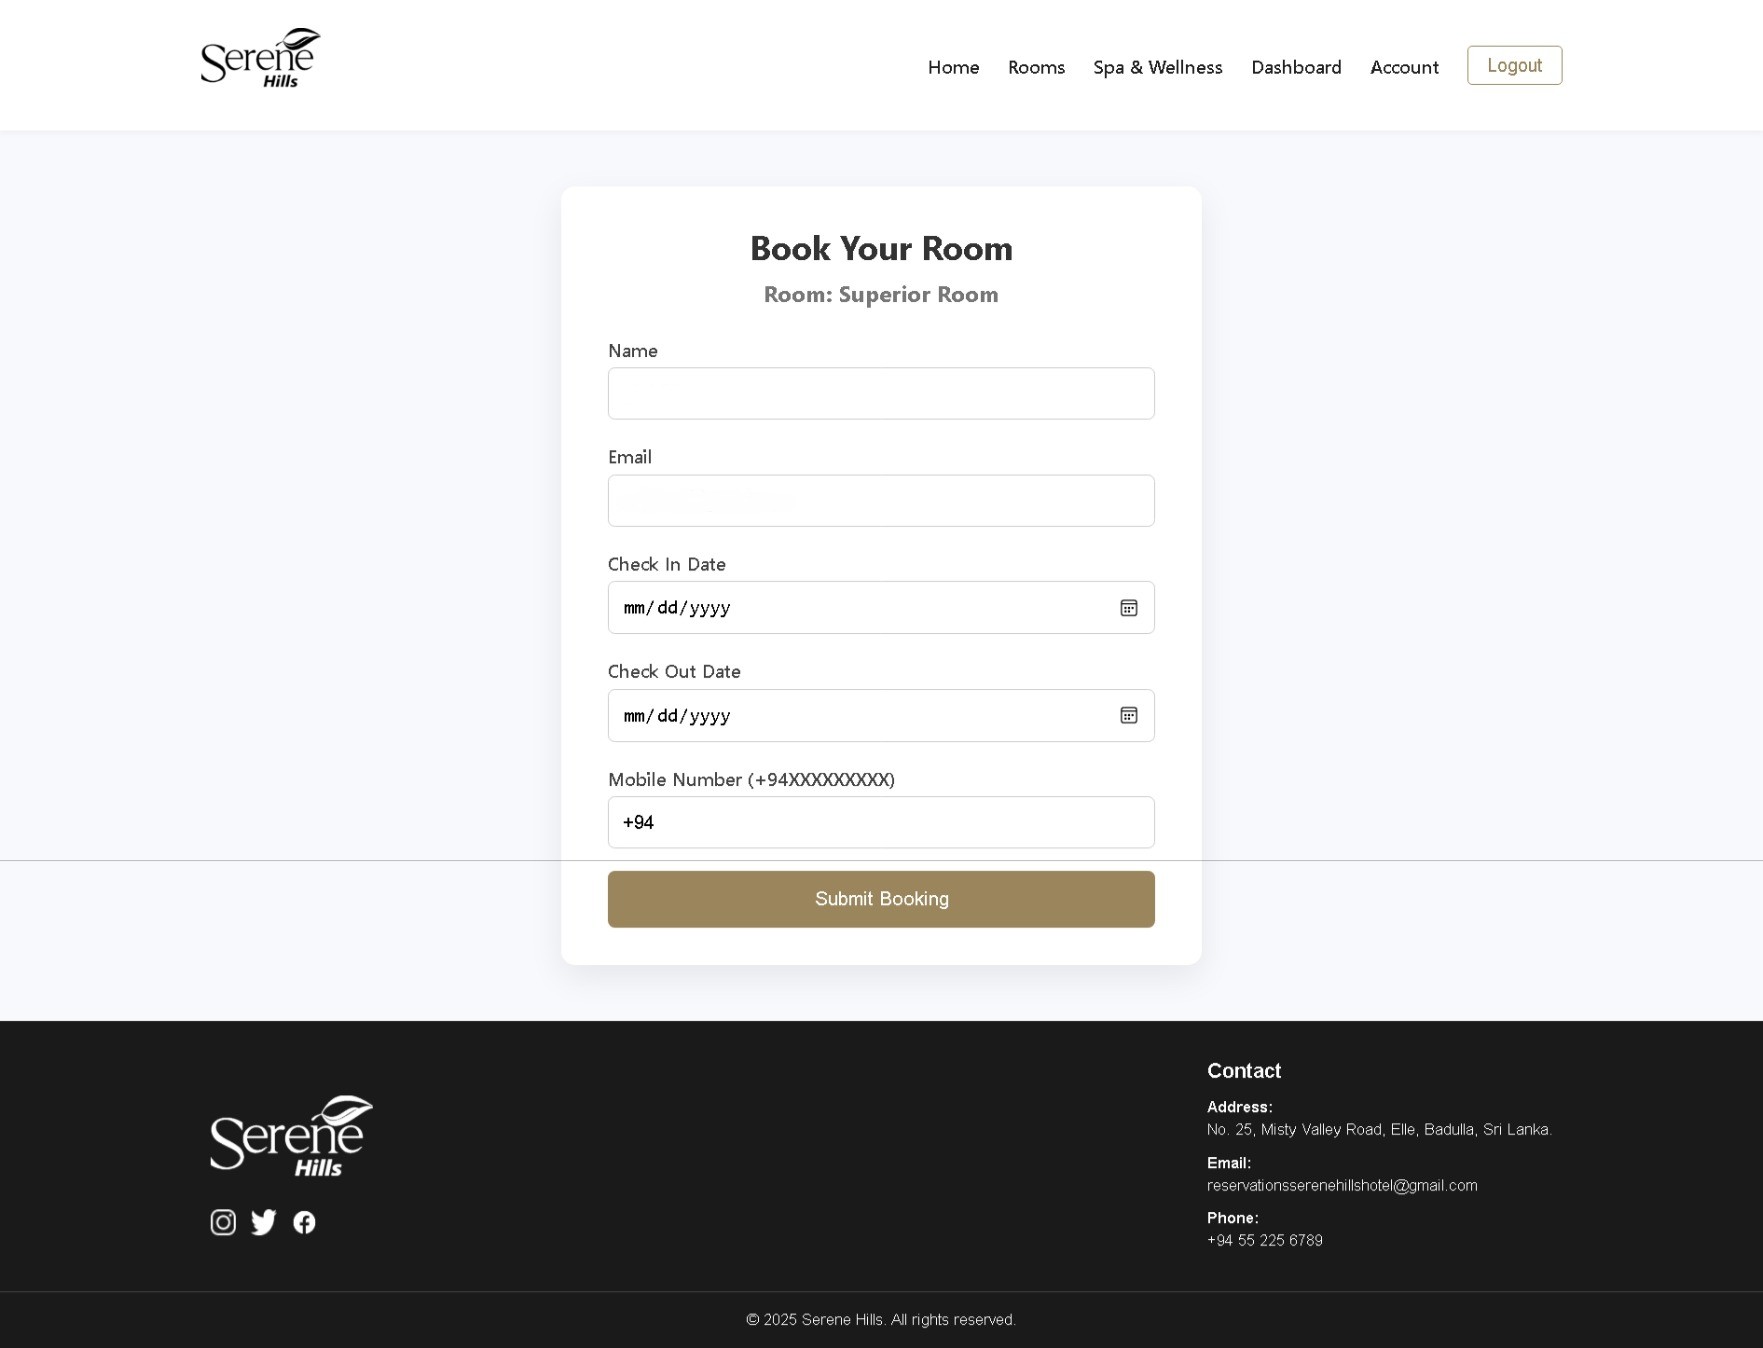 Serene
Hills
Home
Rooms
Spa & Wellness
Dashboard
Account
Logout
Book Your Room
Room: Superior Room
Name
Email
Check In Date
mm/dd/yyyy
Check Out Date
mm/dd/yyyy
Mobile Number (+94XXXXXXXXX)
+94
Submit Booking
Serene
Hills
Contact
Address:
No. 25, Misty Valley Road, Elle, Badulla, Sri Lanka.
Email:
reservationsserenehillshotel@gmail.com
Phone:
+94 55 225 6789
© 2025 Serene Hills. All rights reserved.